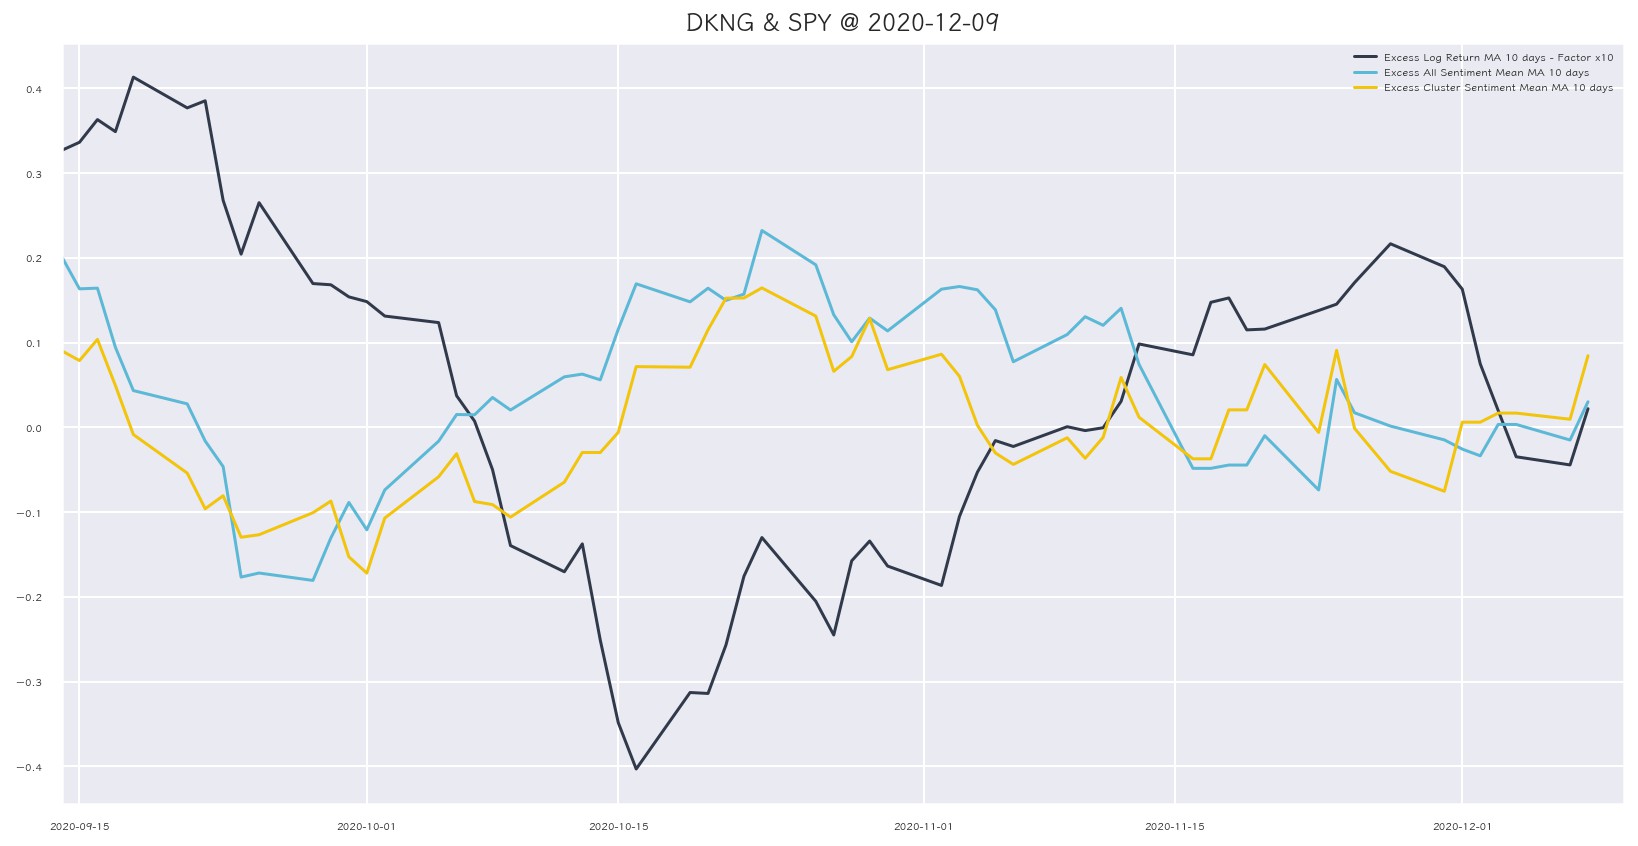 DKNG & SPY @ 2020-12-09
Excess Log Return MA 10 days - Factor x10
Excess All Sentiment Mean MA 10 days
Excess Cluster Sentiment Mean MA 10 days
0.4
0.3
0.2
0.1
0.0
−0.1
−0.2
−0.3
−0.4
2020-09-15 2020-10-01 2020-10-15 2020-11-01 2020-11-15 2020-12-01